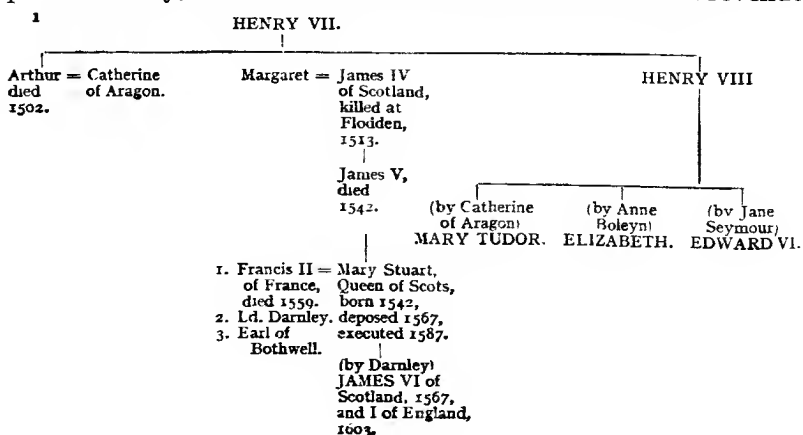 1
HENRY VII.
Arthur = Catherine
died of Aragon.
1502.
Margaret = James IV
of Scotland,
killed at
Flodden,
1513.
HENRY VIII
James V,
died
1542.
(by Catherine
of Aragon)
MARY TUDOR.
(by Anne
Boleyn)
ELIZABETH.
(by Jane
Seymour)
EDWARD VI.
1. Francis II = Mary Stuart,
of France, Queen of Scots,
died 1559. born 1542,
2. Ld. Darnley. deposed 1567,
3. Earl of executed 1587.
Bothwell.
(by Darnley)
JAMES VI of
Scotland, 1567,
and I of England,
1603.